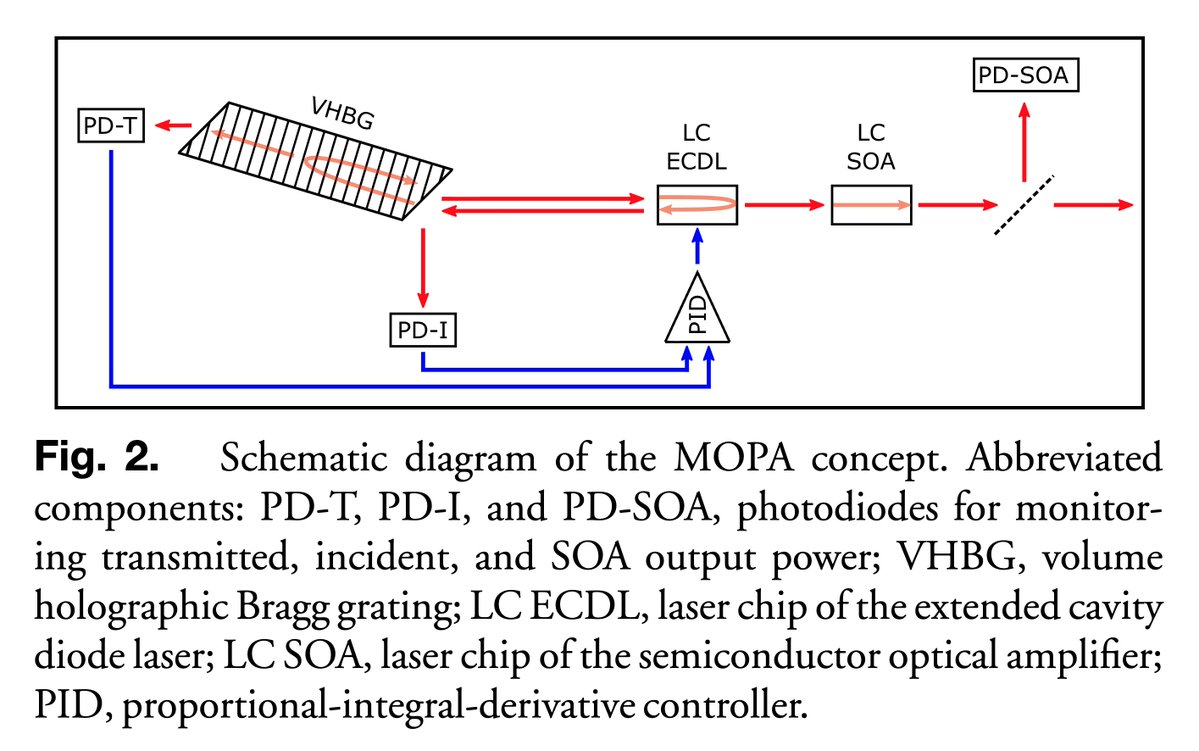 PD-SOA
PD-T
VHBG
LC
ECDL
LC
SOA
PD-I
PID
Fig. 2. Schematic diagram of the MOPA concept. Abbreviated
components: PD-T, PD-I, and PD-SOA, photodiodes for monitor-
ing transmitted, incident, and SOA output power; VHBG, volume
holographic Bragg grating; LC ECDL, laser chip of the extended cavity
diode laser; LC SOA, laser chip of the semiconductor optical amplifier;
PID, proportional-integral-derivative controller.